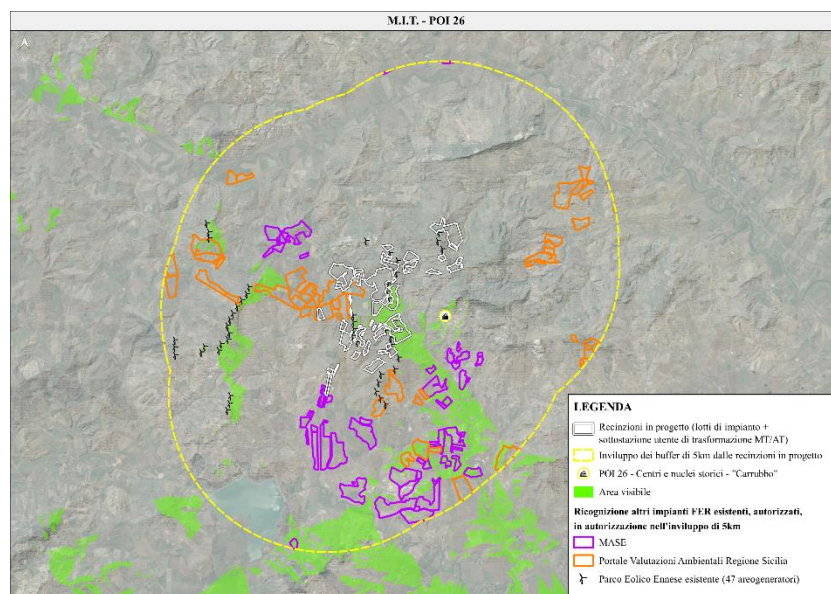 M.I.T. - POI 26
LEGENDA
Recinzioni in progetto (lotti di impianto +
sottostazione utente di trasformazione MT/AT)
Inviluppo dei buffer di 5km dalle recinzioni in progetto
POI 26 - Centri e nuclei storici - "Carrubbo"
Area visibile
Ricognizione altri impianti FER esistenti, autorizzati,
in autorizzazione nell'inviluppo di 5km
MASE
Portale Valutazioni Ambientali Regione Sicilia
Parco Eolico Ennese esistente (47 areogeneratori)